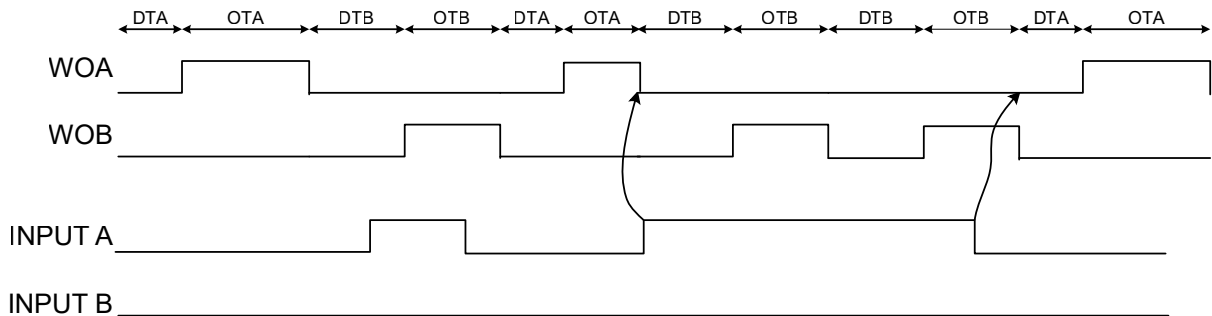 DTA OTA DTB OTB DTA OTA DTB OTB DTB OTB DTA OTA
WOA
WOB
INPUT A
INPUT B